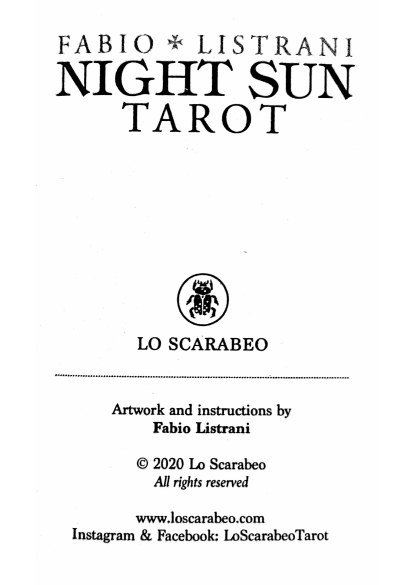 FABIO ✠ LISTRANI
NIGHT SUN
TAROT
LO SCARABEO
Artwork and instructions by
Fabio Listrani
© 2020 Lo Scarabeo
All rights reserved
www.loscarabeo.com
Instagram & Facebook: LoScarabeoTarot